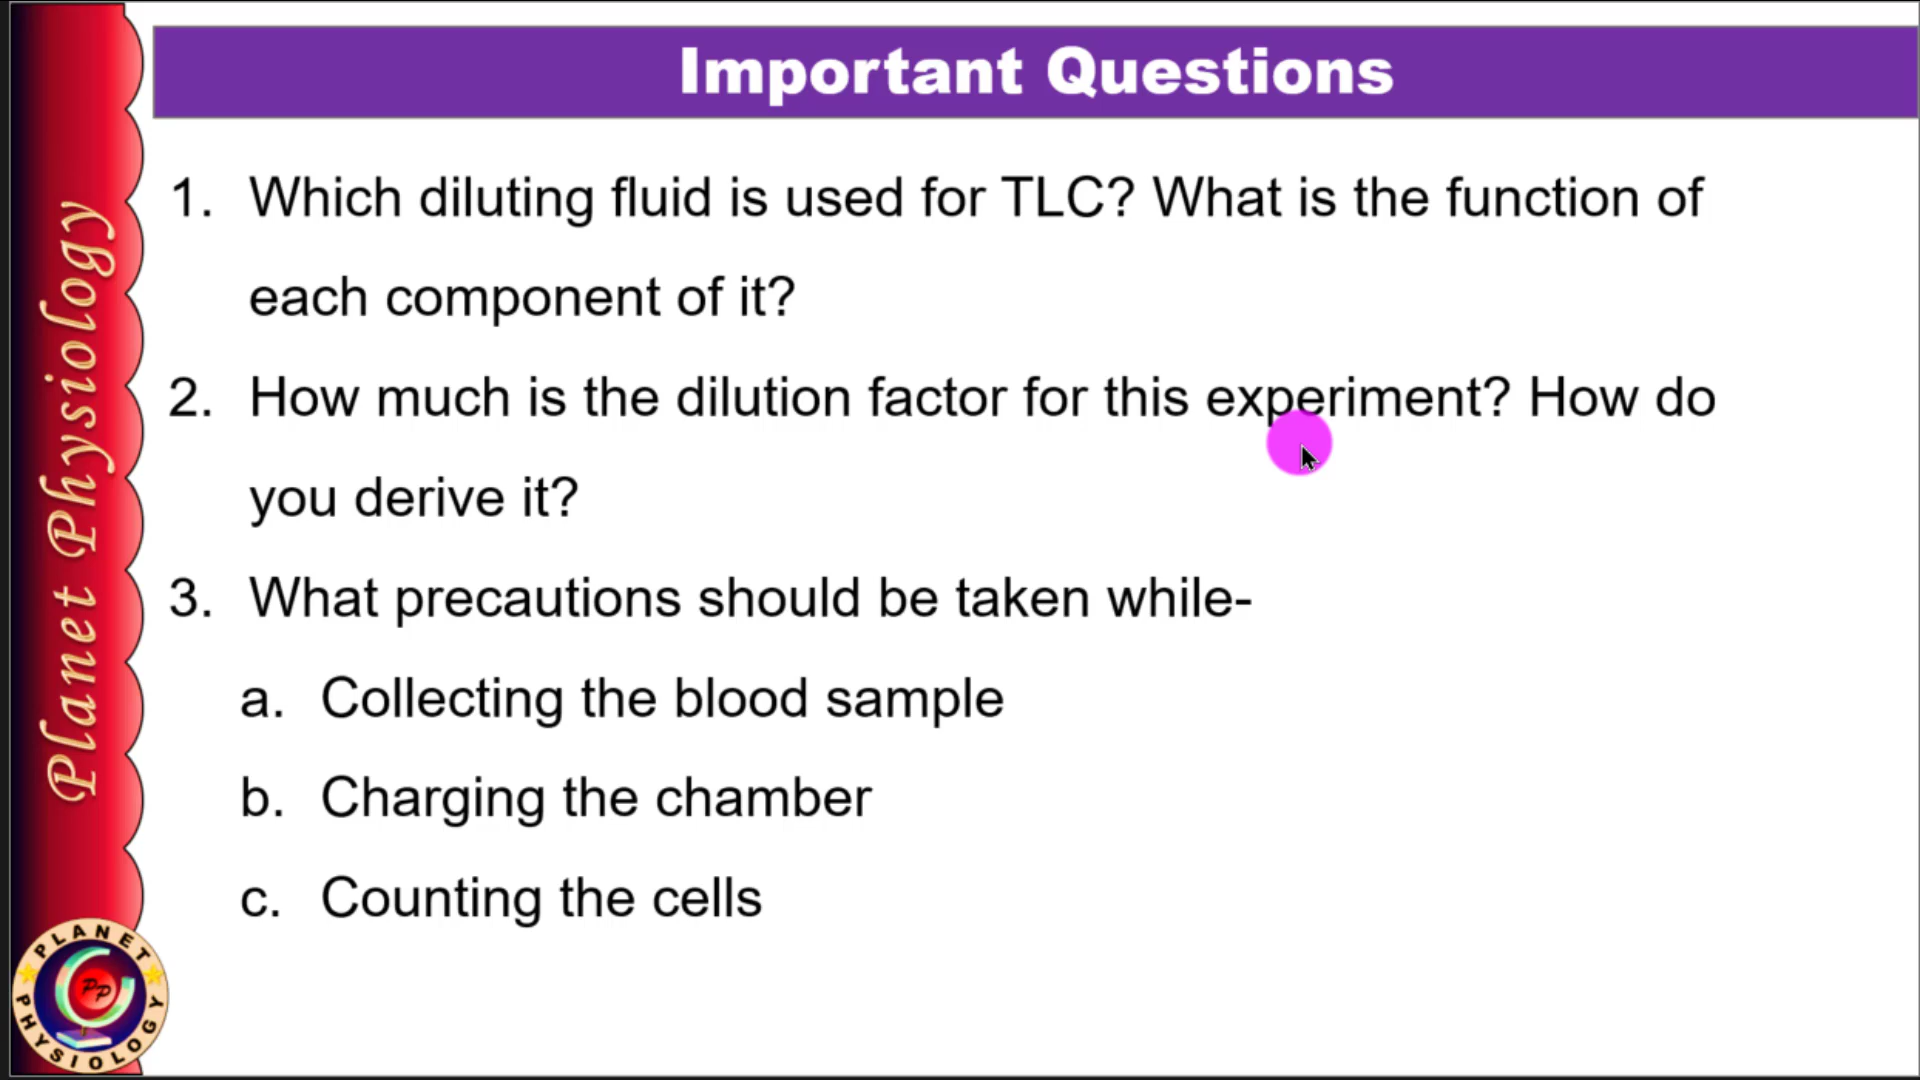 Important Questions
1. Which diluting fluid is used for TLC? What is the function of
each component of it?
2. How much is the dilution factor for this experiment? How do
you derive it?
3. What precautions should be taken while-
a. Collecting the blood sample
b. Charging the chamber
c. Counting the cells
Planet Physiology
PLANET
PP
PHYSIOLOGY